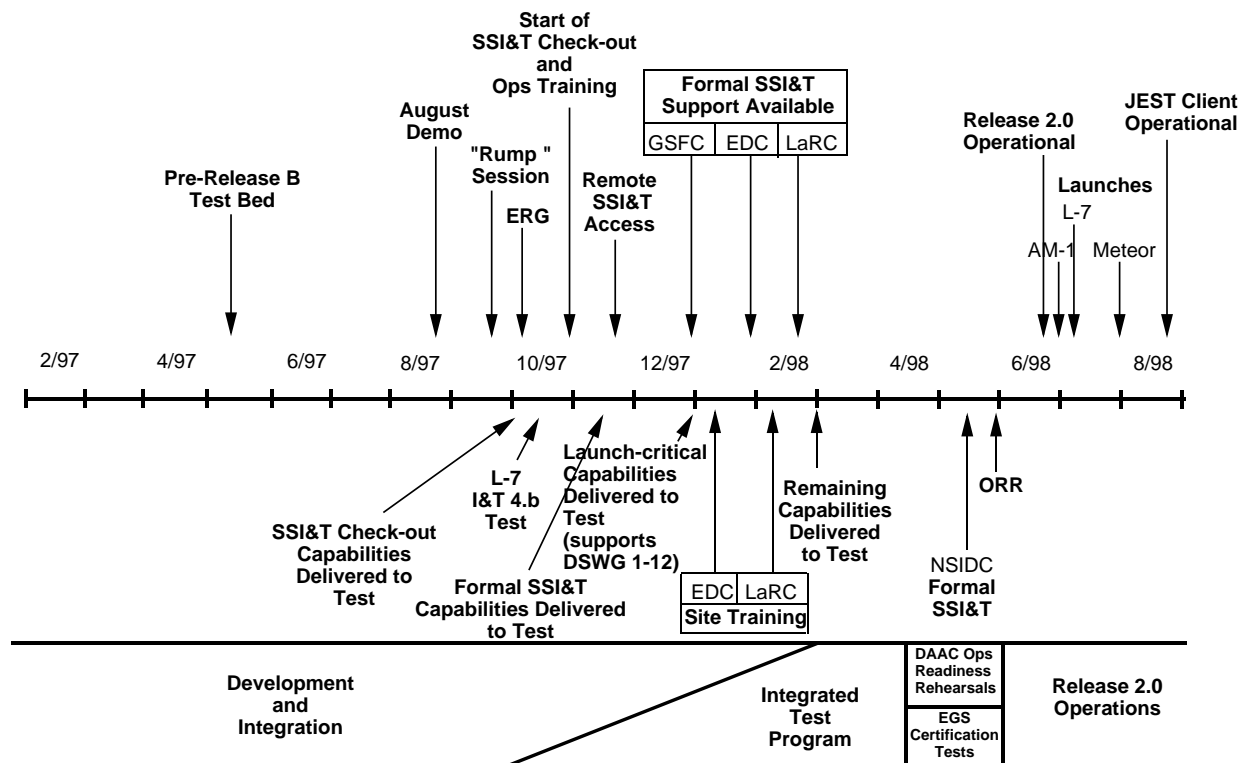 Start of
SSI&T Check-out
and
Ops Training
Formal SSI&T
Support Available
GSFC EDC LaRC
August
Demo
"Rump "
Session
ERG
Remote
SSI&T
Access
Pre-Release B
Test Bed
Release 2.0
Operational
JEST Client
Operational
Launches
L-7
AM-1 Meteor
2/97 4/97 6/97 8/97 10/97 12/97 2/98 4/98 6/98 8/98
SSI&T Check-out
Capabilities
Delivered to
Test
L-7
I&T 4.b
Test
Formal SSI&T
Capabilities Delivered
to Test
Launch-critical
Capabilities
Delivered to
Test
(supports
DSWG 1-12)
EDC LaRC
Site Training
Remaining
Capabilities
Delivered
to Test
NSIDC
Formal
SSI&T
ORR
Development
and
Integration
Integrated
Test
Program
DAAC Ops
Readiness
Rehearsals
EGS
Certification
Tests
Release 2.0
Operations